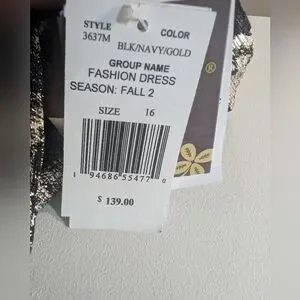 STYLE COLOR
3637M BLK/NAVY/GOLD
GROUP NAME
FASHION DRESS
SEASON: FALL 2
SIZE 16
1 94686 55477 0
$ 139.00
®